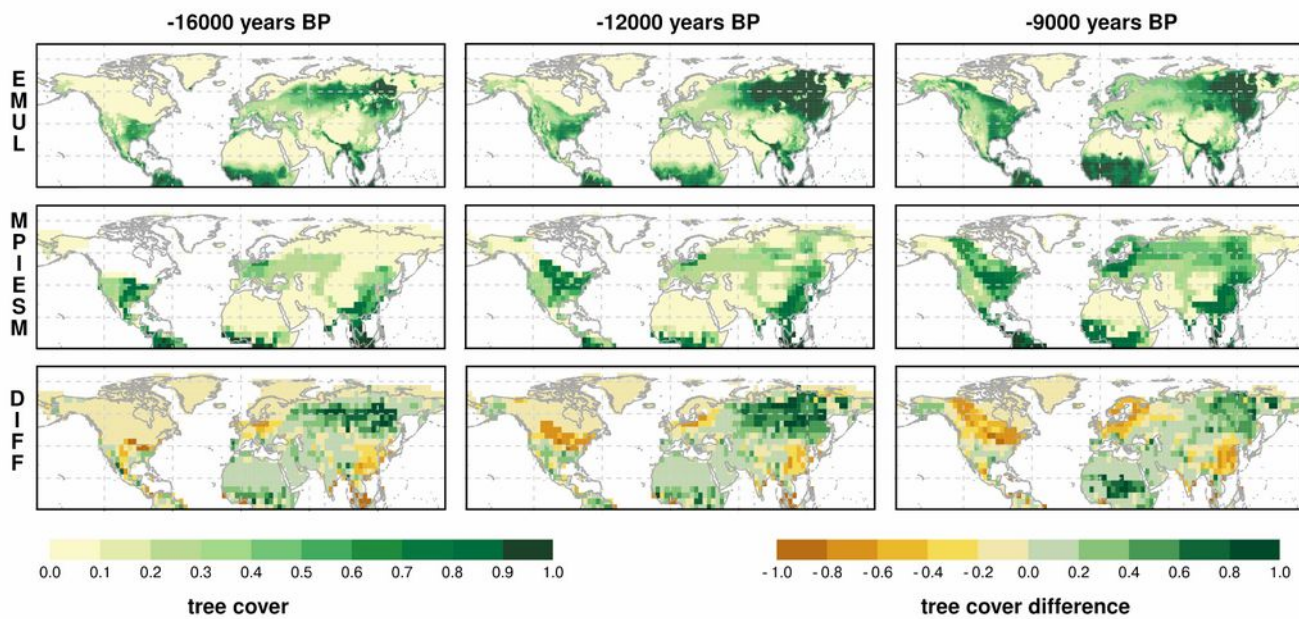 -16000 years BP -12000 years BP -9000 years BP
EMUL
MPIESM
DIFF
0.0 0.1 0.2 0.3 0.4 0.5 0.6 0.7 0.8 0.9 1.0
tree cover
- 1.0 -0.8 -0.6 -0.4 -0.2 0.0 0.2 0.4 0.6 0.8 1.0
tree cover difference